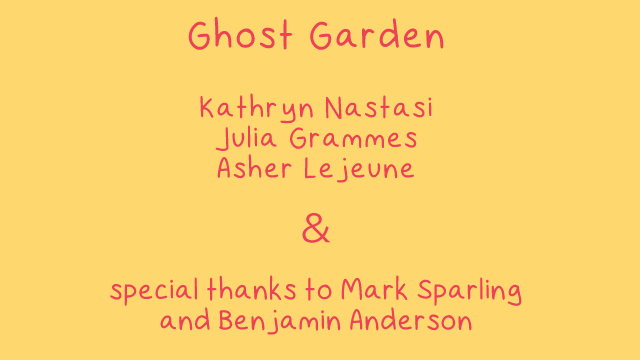 Ghost Garden
Kathryn Nastasi
Julia Grammes
Asher Lejeune
&
special thanks to Mark Sparling
and Benjamin Anderson